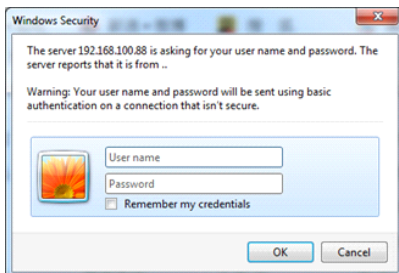 Windows Security
The server 192.168.100.88 is asking for your user name and password. The
server reports that it is from ..
Warning: Your user name and password will be sent using basic
authentication on a connection that isn't secure.
User name
Password
Remember my credentials
OK
Cancel